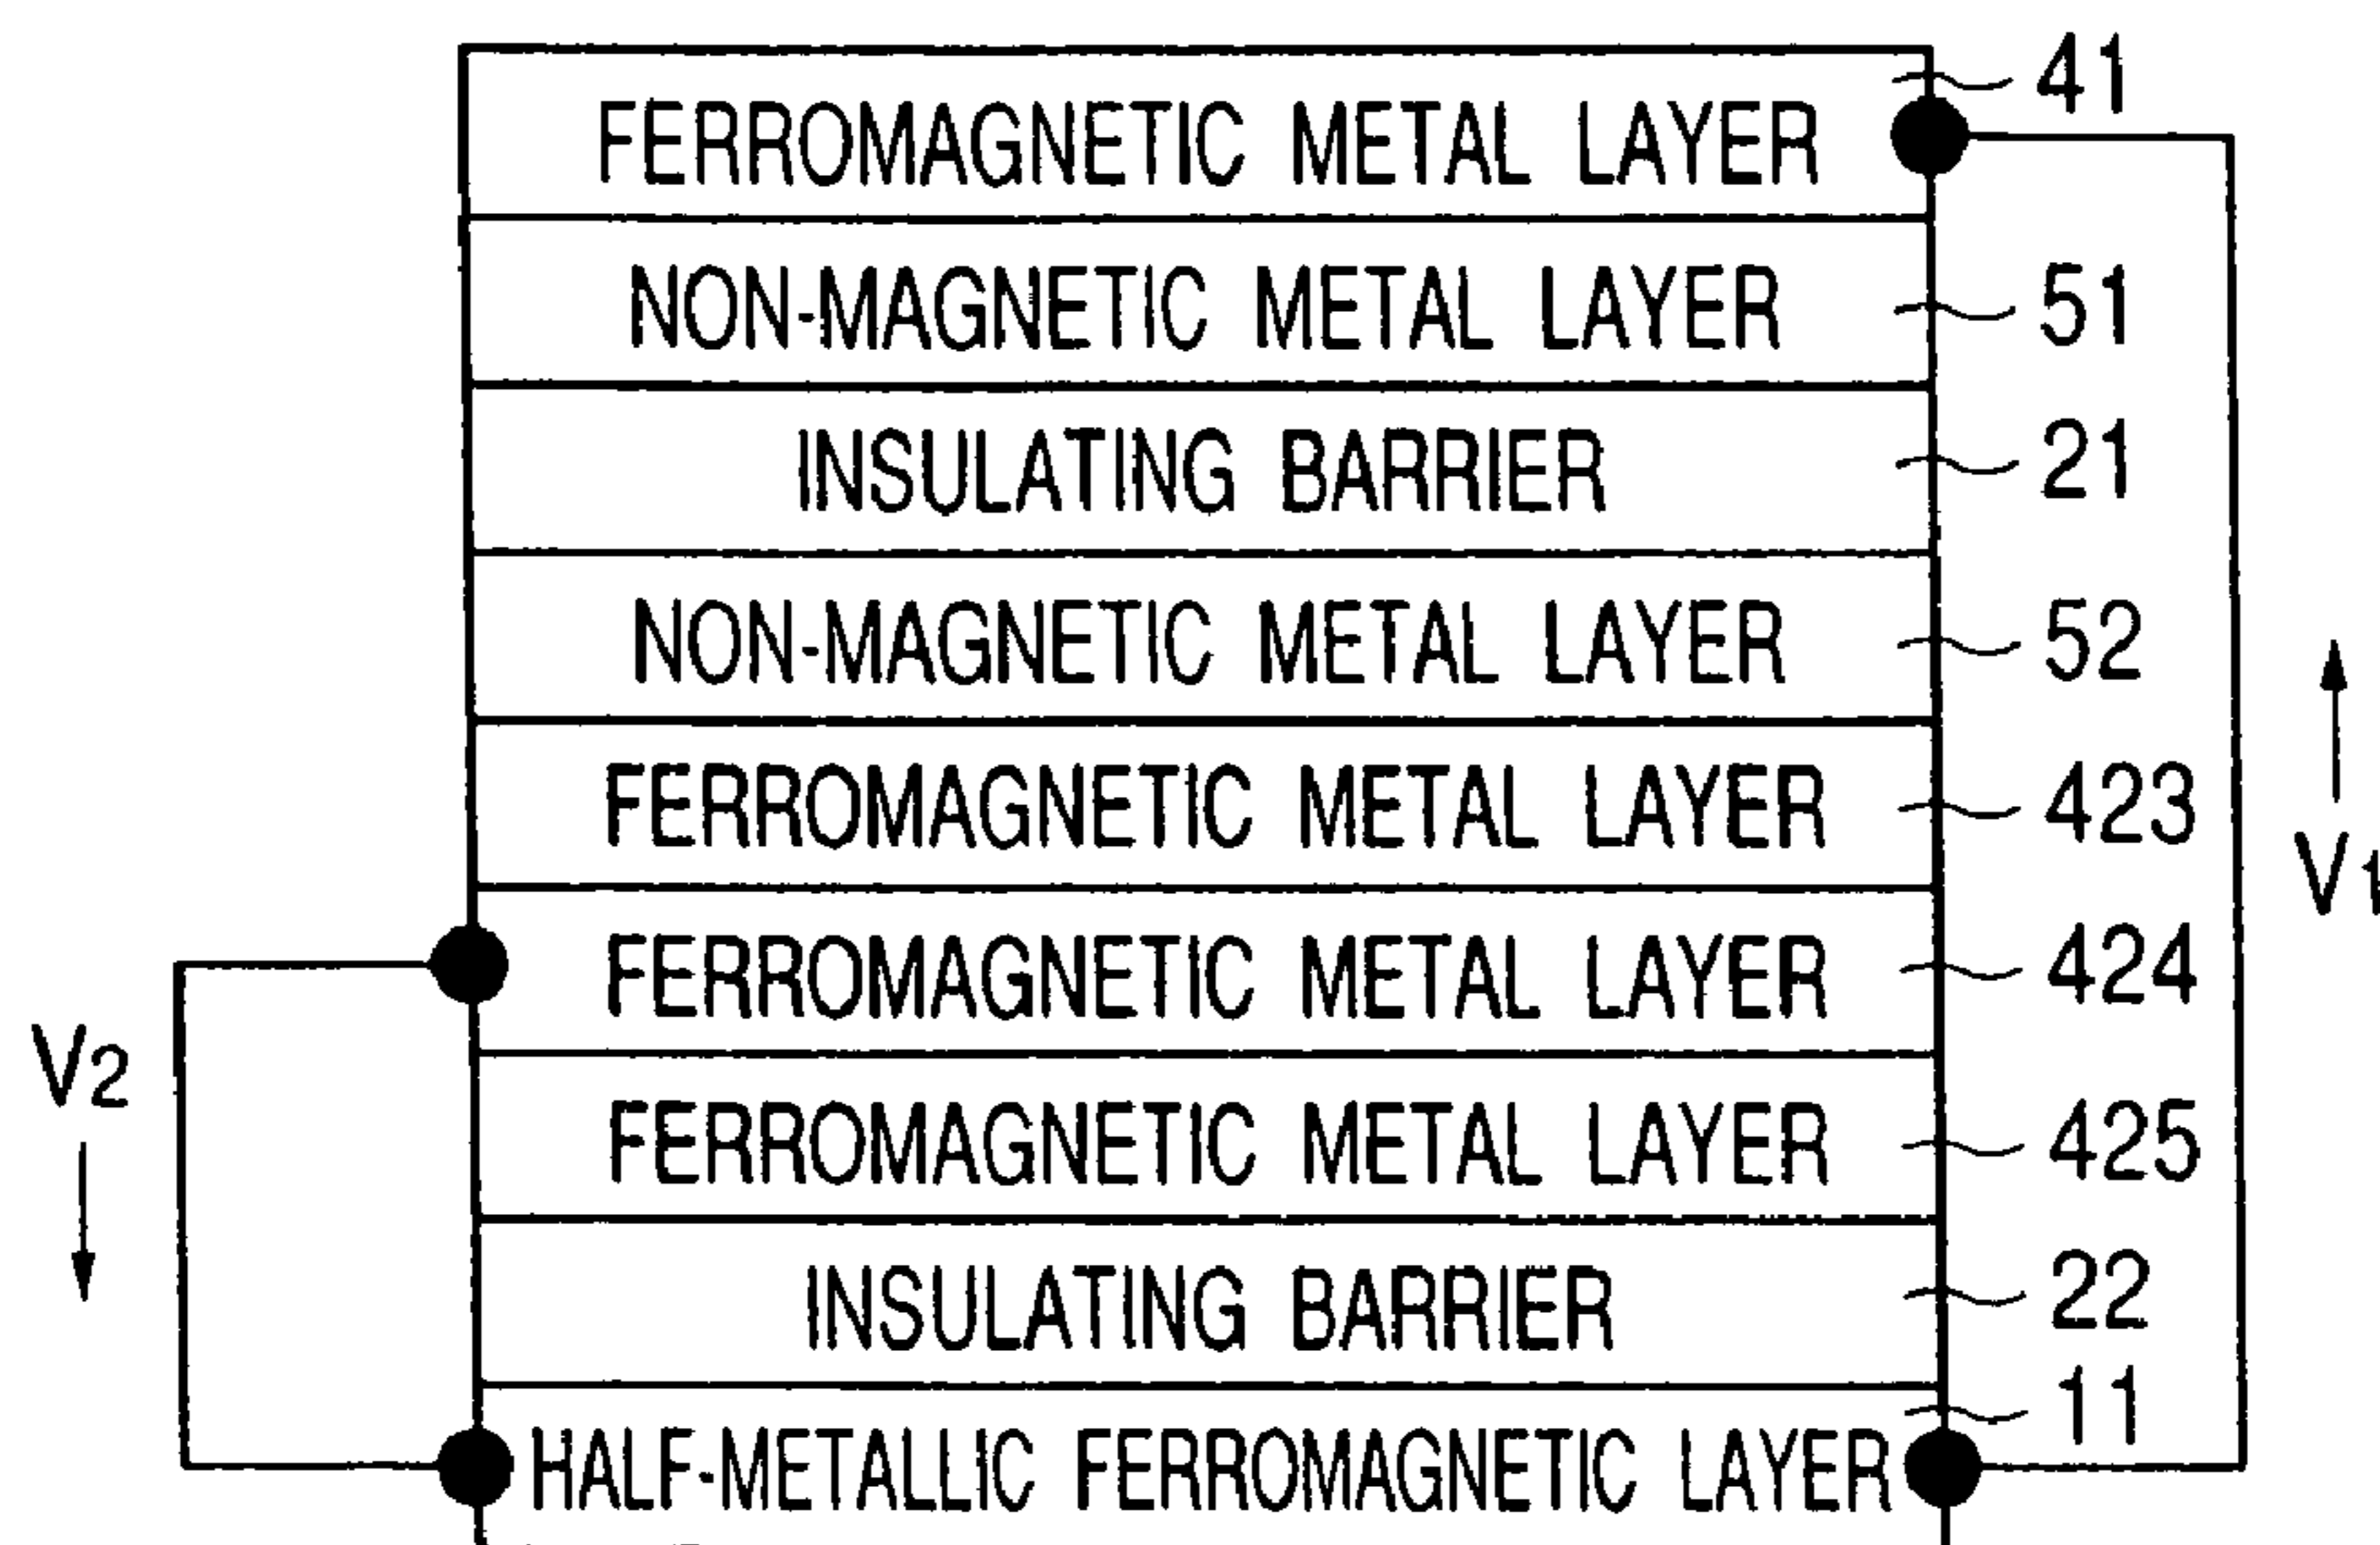 41
FERROMAGNETIC METAL LAYER
NON-MAGNETIC METAL LAYER 51
INSULATING BARRIER 21
NON-MAGNETIC METAL LAYER 52
FERROMAGNETIC METAL LAYER 423
V1
FERROMAGNETIC METAL LAYER 424
V2
FERROMAGNETIC METAL LAYER 425
INSULATING BARRIER 22
11
HALF-METALLIC FERROMAGNETIC LAYER